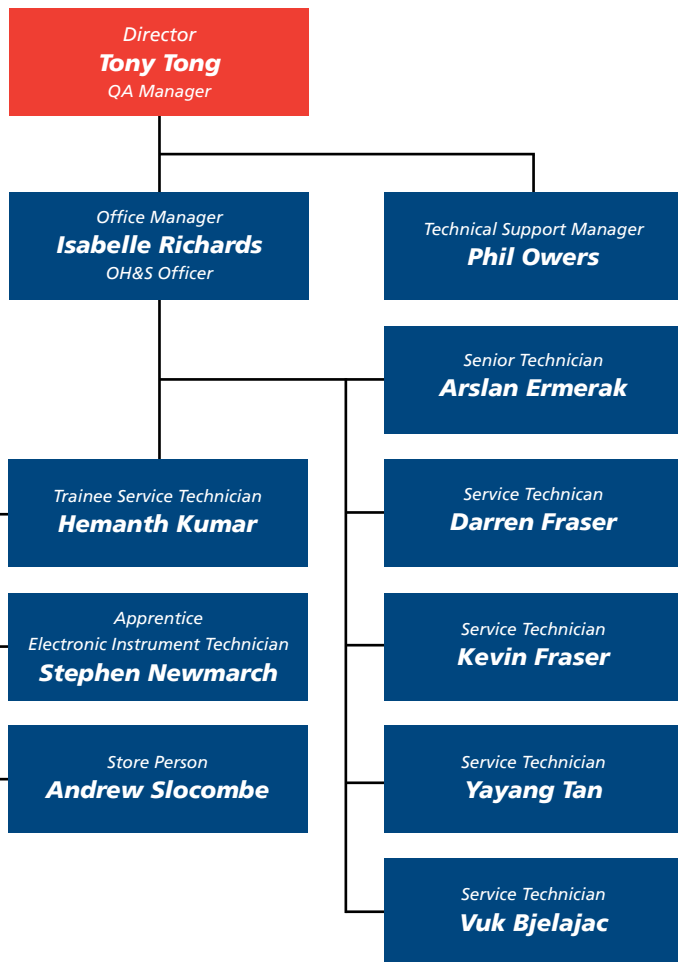 Director
Tony Tong
QA Manager
Office Manager
Isabelle Richards
OH&S Officer
Technical Support Manager
Phil Owers
Senior Technician
Arslan Ermerak
Trainee Service Technician
Hemanth Kumar
Service Technican
Darren Fraser
Apprentice
Electronic Instrument Technician
Stephen Newmarch
Service Technician
Kevin Fraser
Store Person
Andrew Slocombe
Service Technician
Yayang Tan
Service Technician
Vuk Bjelajac